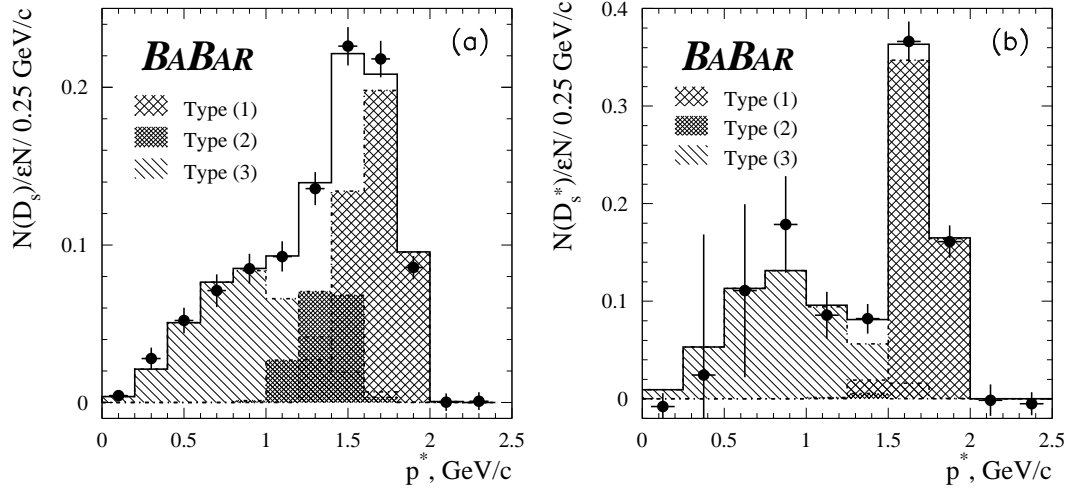 N(D_s)/εN/ 0.25 GeV/c
0.2
0.1
0
BABAR
(a)
Type (1)
Type (2)
Type (3)
0 0.5 1 1.5 2 2.5
p*, GeV/c
N(D_s*)/εN/ 0.25 GeV/c
0.4
0.3
0.2
0.1
0
BABAR
(b)
Type (1)
Type (2)
Type (3)
0 0.5 1 1.5 2 2.5
p*, GeV/c